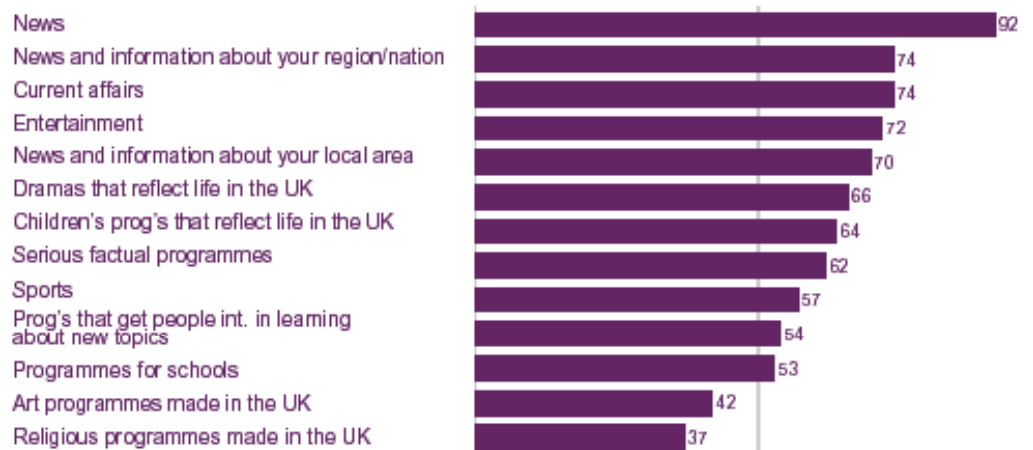 News 92
News and information about your region/nation 74
Current affairs 74
Entertainment 72
News and information about your local area 70
Dramas that reflect life in the UK 66
Children's prog's that reflect life in the UK 64
Serious factual programmes 62
Sports 57
Prog's that get people int. in learning
about new topics 54
Programmes for schools 53
Art programmes made in the UK 42
Religious programmes made in the UK 37